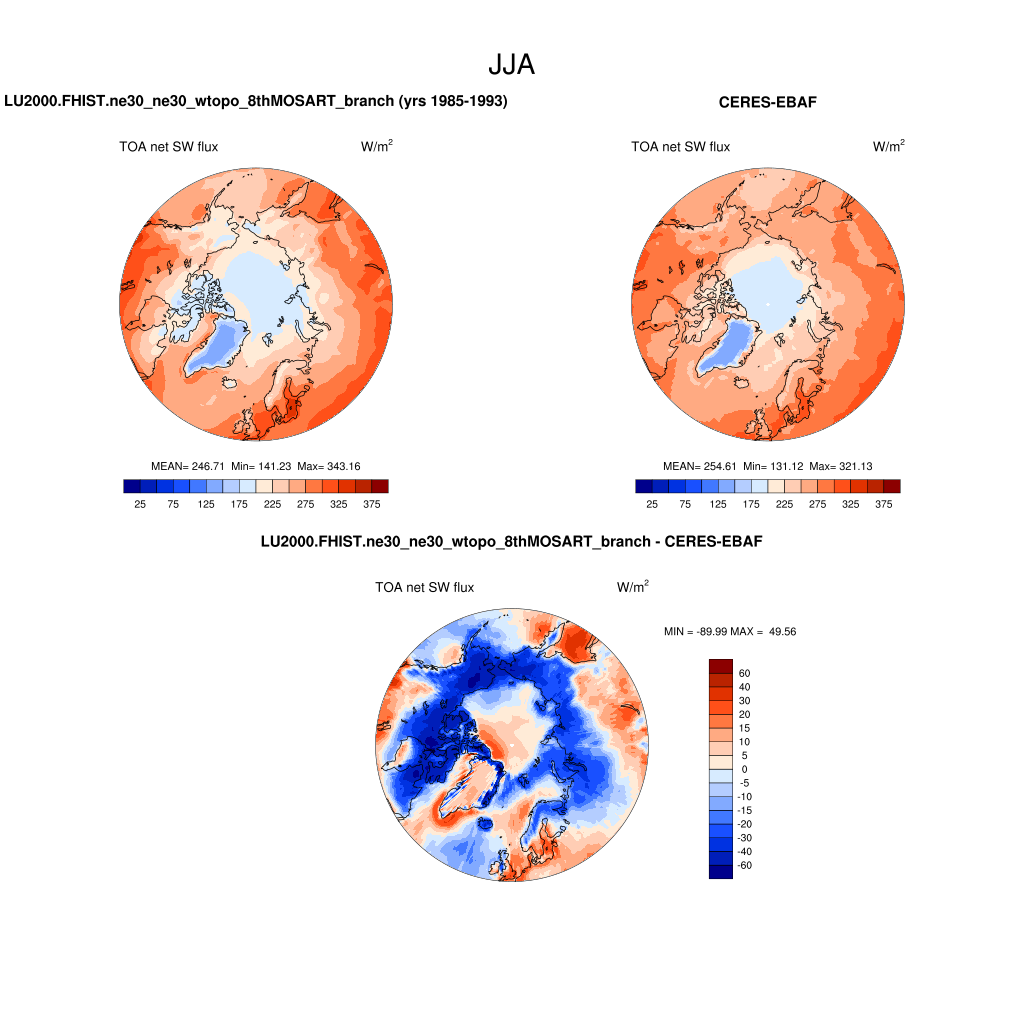 JJA
LU2000.FHIST.ne30_ne30_wtopo_8thMOSART_branch (yrs 1985-1993)
CERES-EBAF
TOA net SW flux W/m2
TOA net SW flux W/m2
MEAN= 246.71 Min= 141.23 Max= 343.16
MEAN= 254.61 Min= 131.12 Max= 321.13
25 75 125 175 225 275 325 375
25 75 125 175 225 275 325 375
LU2000.FHIST.ne30_ne30_wtopo_8thMOSART_branch - CERES-EBAF
TOA net SW flux W/m2
MIN = -89.99 MAX = 49.56
60
40
30
20
15
10
5
0
-5
-10
-15
-20
-30
-40
-60